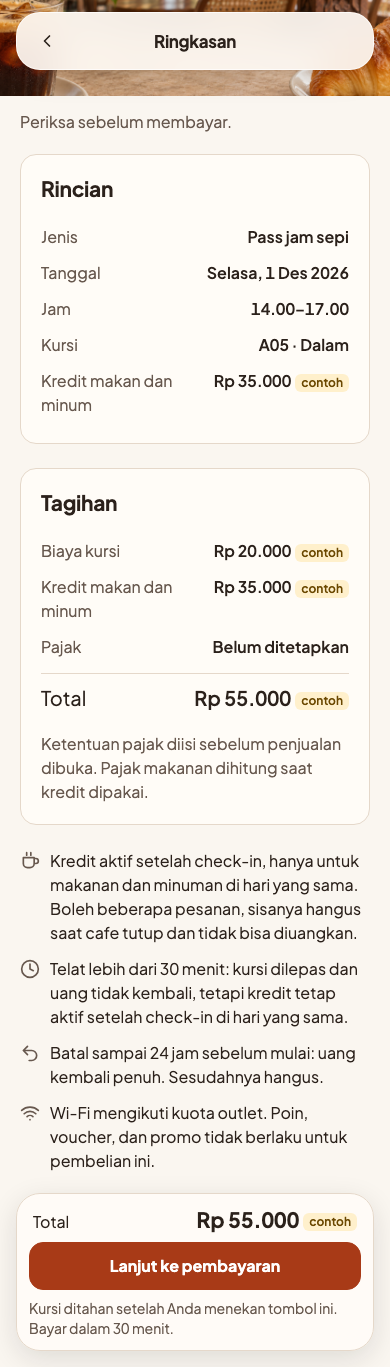 Ringkasan
Periksa sebelum membayar.
Rincian
Jenis Pass jam sepi
Tanggal Selasa, 1 Des 2026
Jam 14.00–17.00
Kursi A05 · Dalam
Kredit makan dan minum Rp 35.000 contoh
Tagihan
Biaya kursi Rp 20.000 contoh
Kredit makan dan minum Rp 35.000 contoh
Pajak Belum ditetapkan
Total Rp 55.000 contoh
Ketentuan pajak diisi sebelum penjualan
dibuka. Pajak makanan dihitung saat
kredit dipakai.
Kredit aktif setelah check-in, hanya untuk
makanan dan minuman di hari yang sama.
Boleh beberapa pesanan, sisanya hangus
saat cafe tutup dan tidak bisa diuangkan.
Telat lebih dari 30 menit: kursi dilepas dan
uang tidak kembali, tetapi kredit tetap
aktif setelah check-in di hari yang sama.
Batal sampai 24 jam sebelum mulai: uang
kembali penuh. Sesudahnya hangus.
Wi-Fi mengikuti kuota outlet. Poin,
voucher, dan promo tidak berlaku untuk
pembelian ini.
Total Rp 55.000 contoh
Lanjut ke pembayaran
Kursi ditahan setelah Anda menekan tombol ini.
Bayar dalam 30 menit.